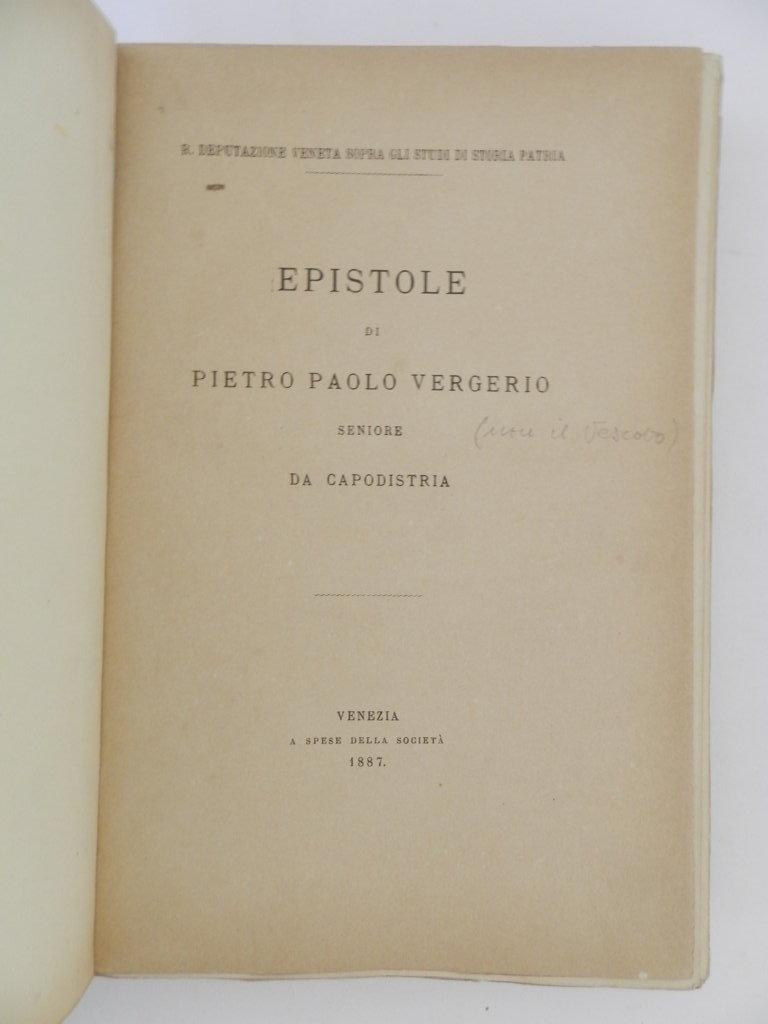 R. DEPUTAZIONE VENETA SOPRA GLI STUDI DI STORIA PATRIA
EPISTOLE
DI
PIETRO PAOLO VERGERIO
SENIORE (non il Vescovo)
DA CAPODISTRIA
VENEZIA
A SPESE DELLA SOCIETÀ
1887.